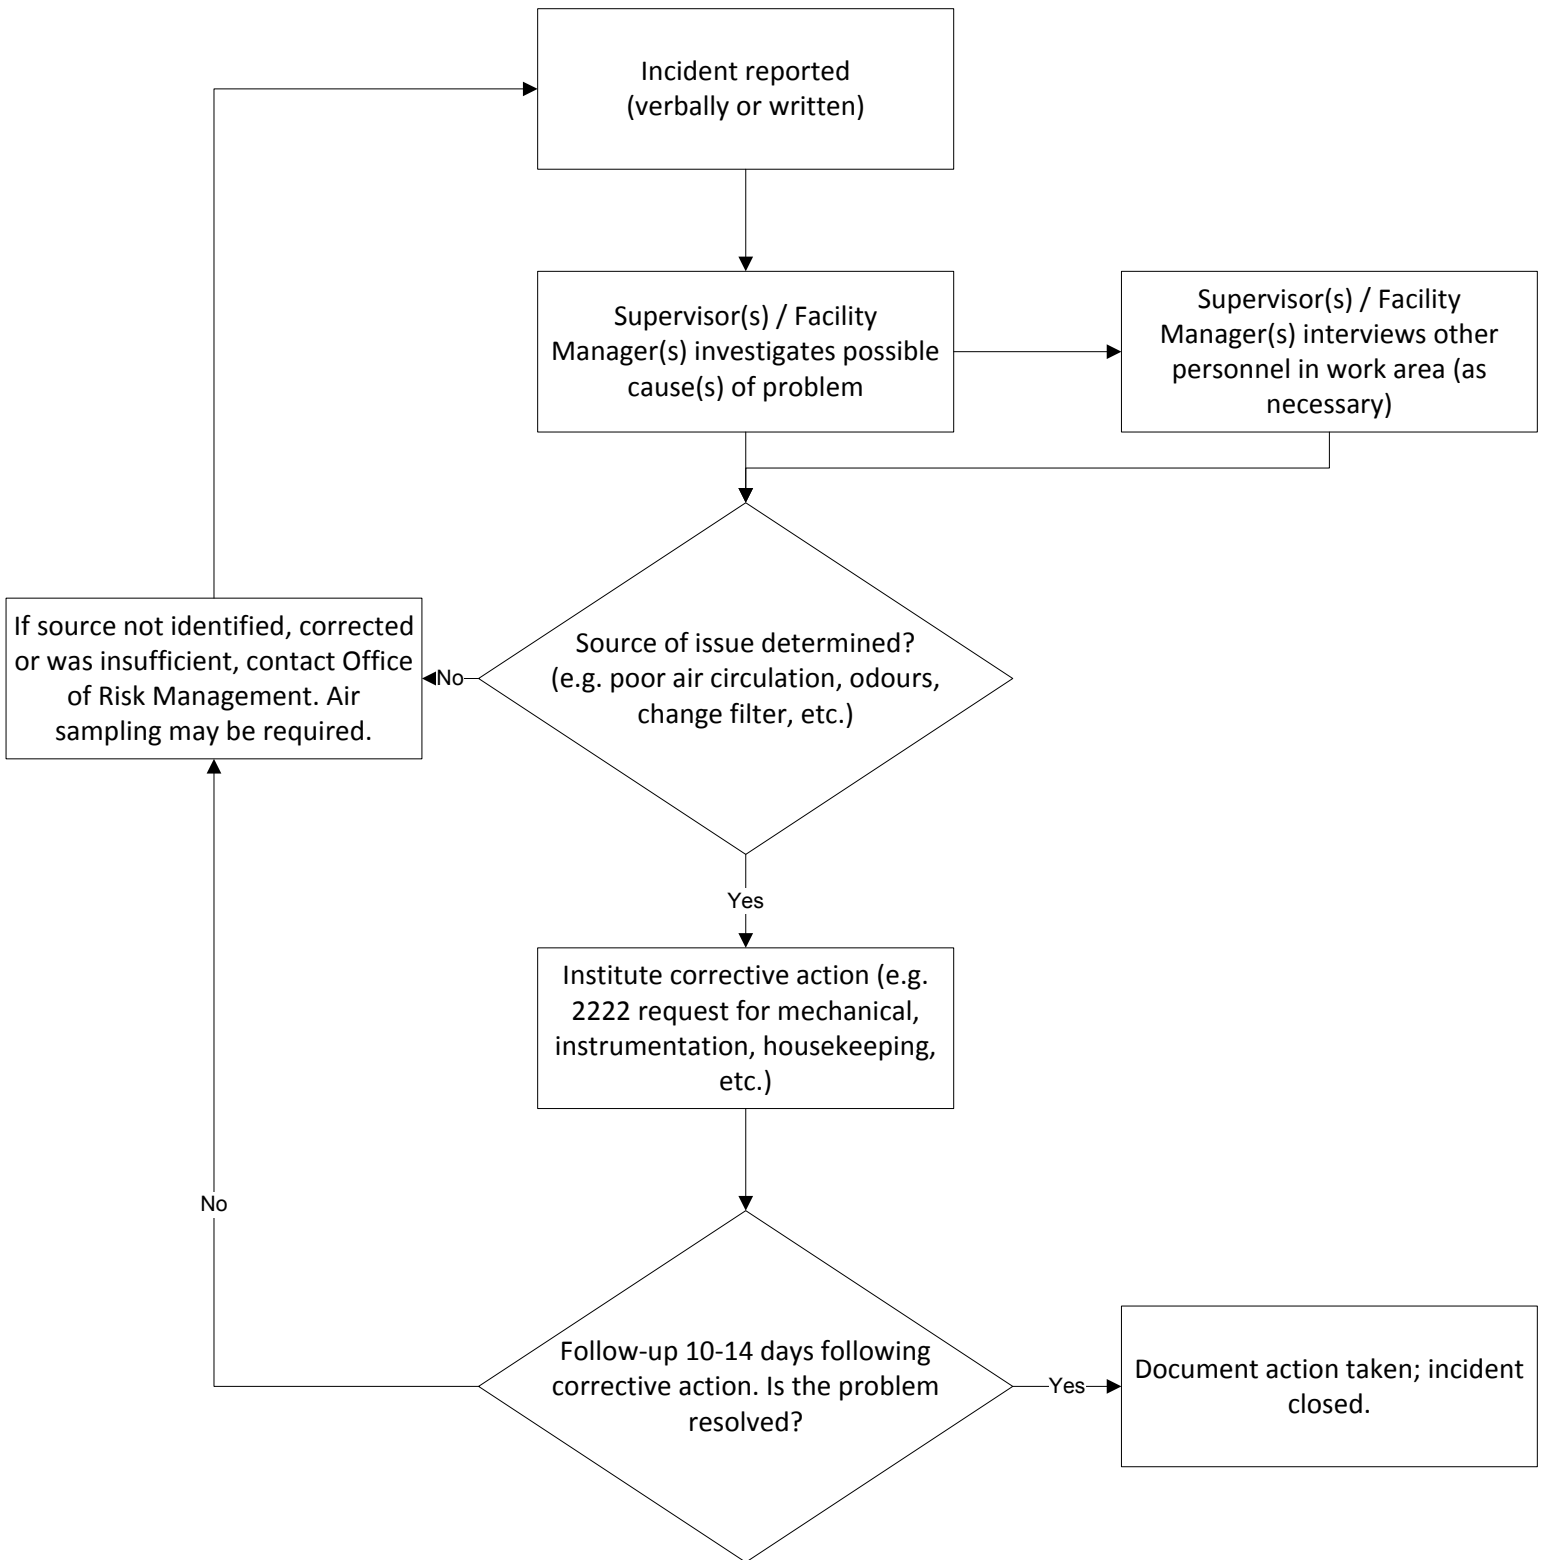 Incident reported
(verbally or written)
Supervisor(s) / Facility
Manager(s) investigates possible
cause(s) of problem
Supervisor(s) / Facility
Manager(s) interviews other
personnel in work area (as
necessary)
If source not identified, corrected
or was insufficient, contact Office
of Risk Management. Air
sampling may be required.
No
Source of issue determined?
(e.g. poor air circulation, odours,
change filter, etc.)
Yes
Institute corrective action (e.g.
2222 request for mechanical,
instrumentation, housekeeping,
etc.)
No
Follow-up 10-14 days following
corrective action. Is the problem
resolved?
Yes
Document action taken; incident
closed.